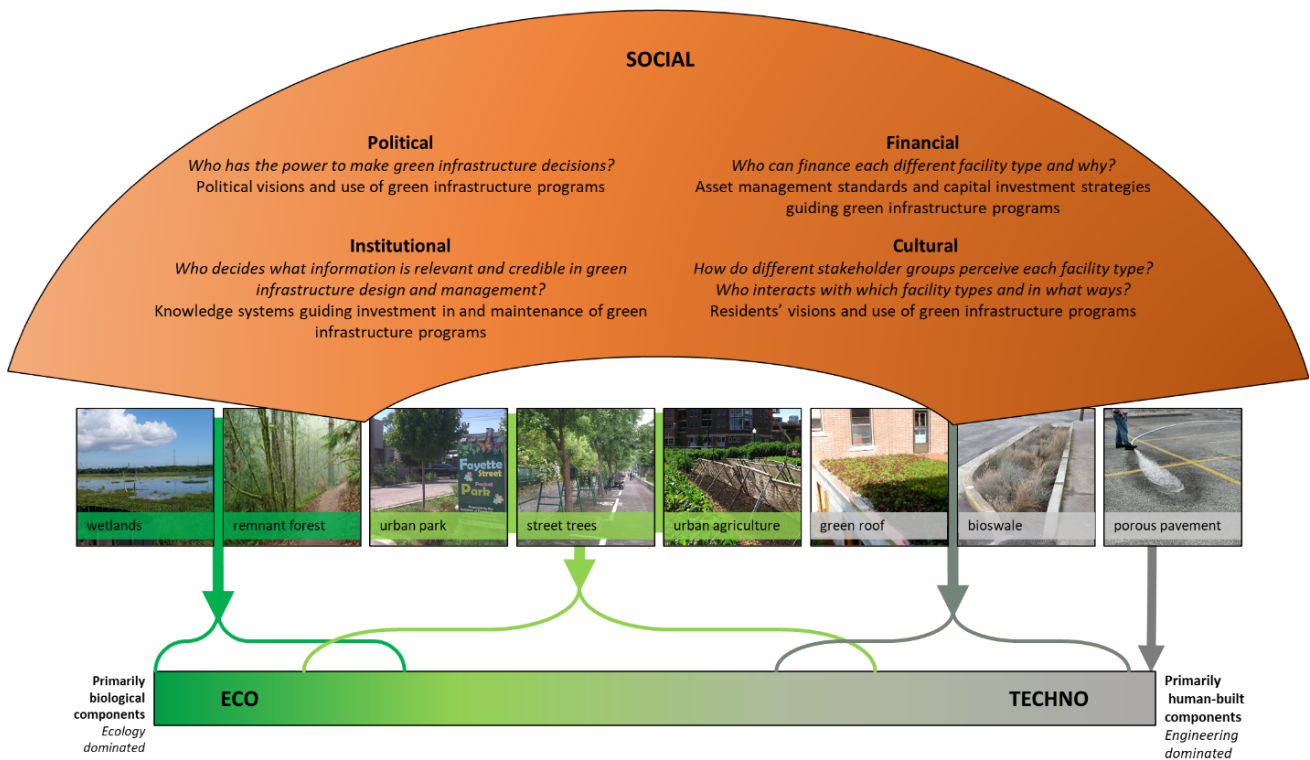 SOCIAL
Political
Who has the power to make green infrastructure decisions?
Political visions and use of green infrastructure programs
Financial
Who can finance each different facility type and why?
Asset management standards and capital investment strategies
guiding green infrastructure programs
Institutional
Who decides what information is relevant and credible in green
infrastructure design and management?
Knowledge systems guiding investment in and maintenance of green
infrastructure programs
Cultural
How do different stakeholder groups perceive each facility type?
Who interacts with which facility types and in what ways?
Residents’ visions and use of green infrastructure programs
Fayette
Street
Pocket
Park
wetlands
remnant forest
urban park
street trees
urban agriculture
green roof
bioswale
porous pavement
Primarily
biological
components
Ecology
dominated
ECO
TECHNO
Primarily
human-built
components
Engineering
dominated